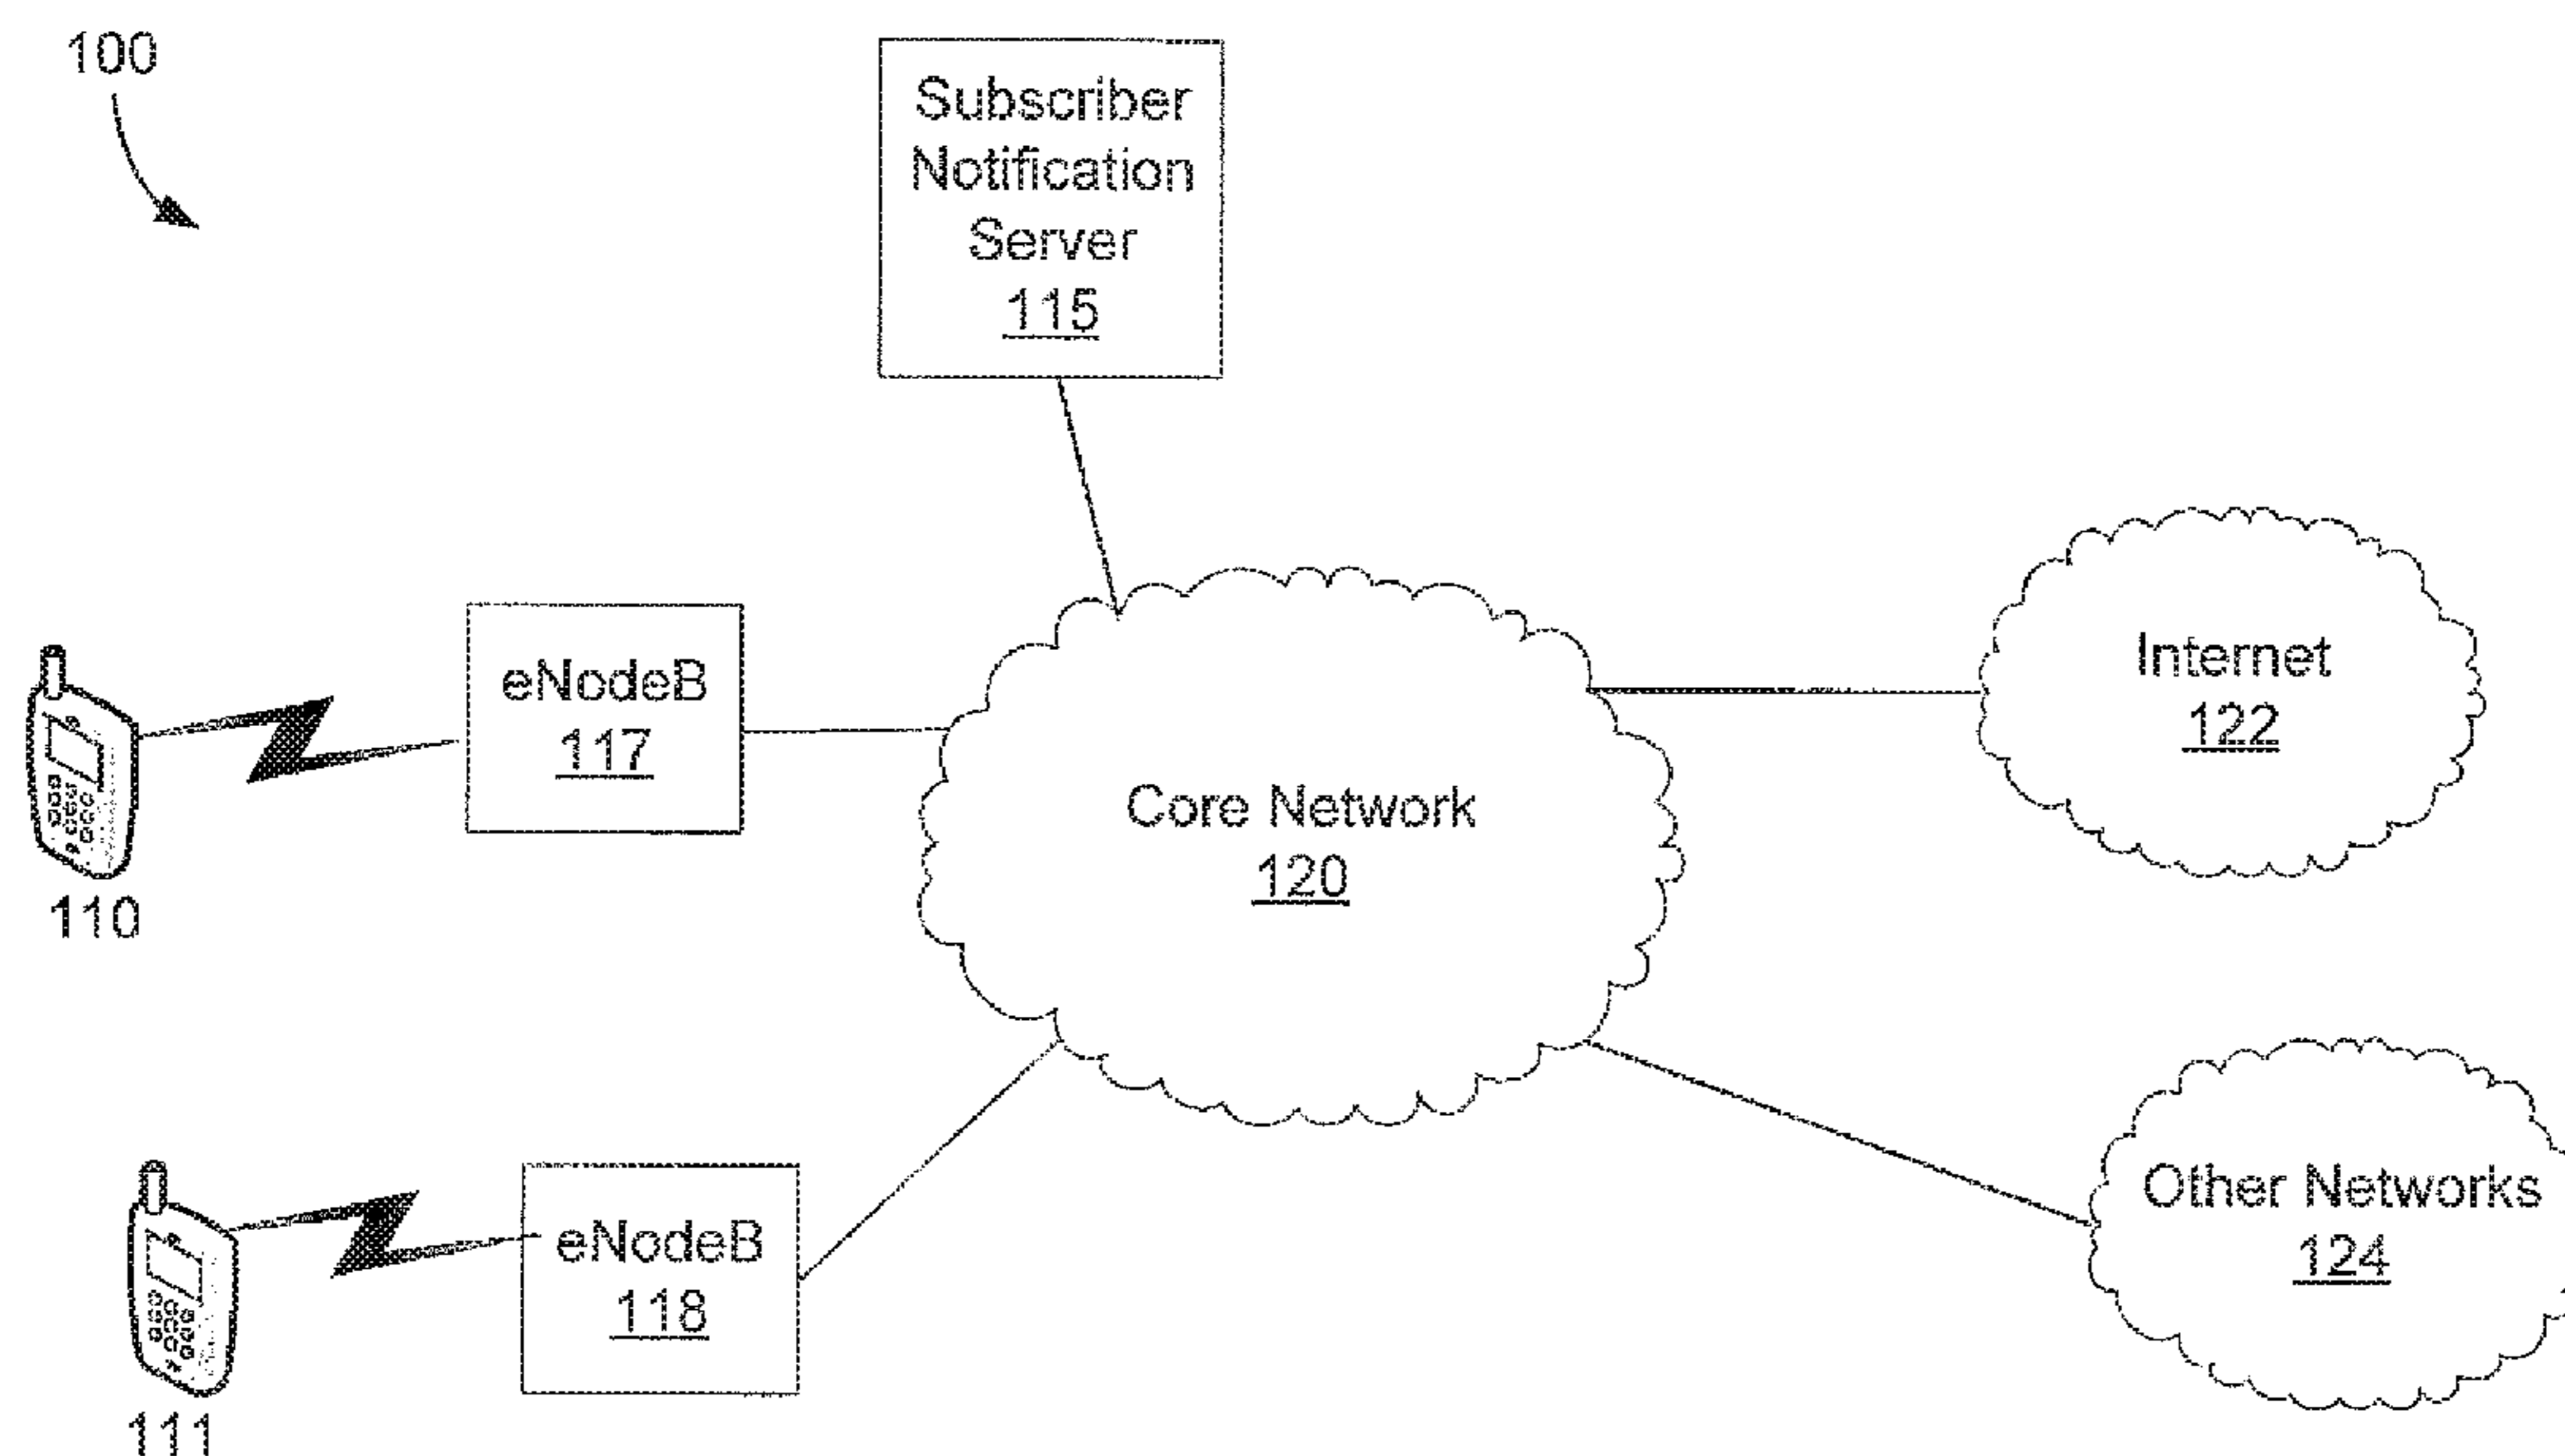 100
Subscriber
Notification
Server
115
eNodeB
117
110
Core Network
120
Internet
122
eNodeB
118
111
Other Networks
124